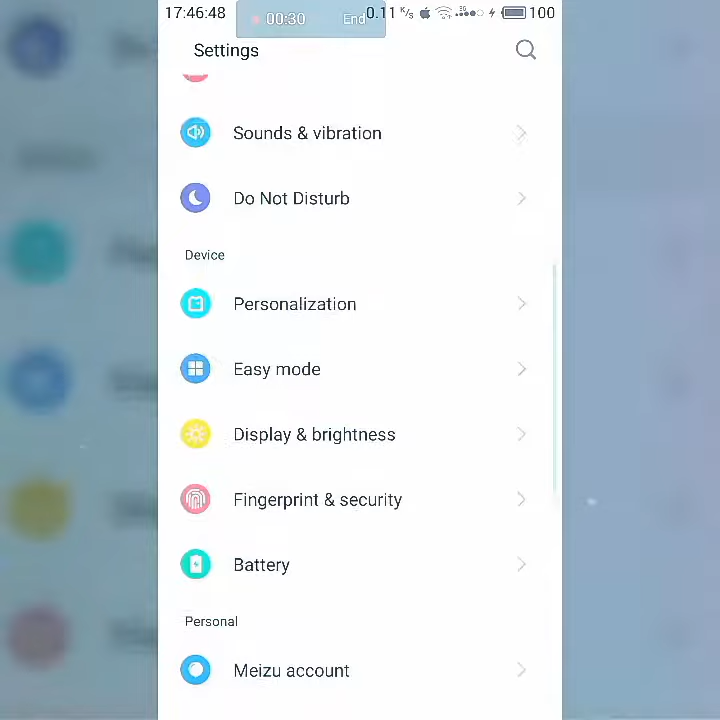 17:46:48 00:30 End 0.11 K/s 3G 100
Settings
Sounds & vibration
Do Not Disturb
Device
Personalization
Easy mode
Display & brightness
Fingerprint & security
Battery
Personal
Meizu account